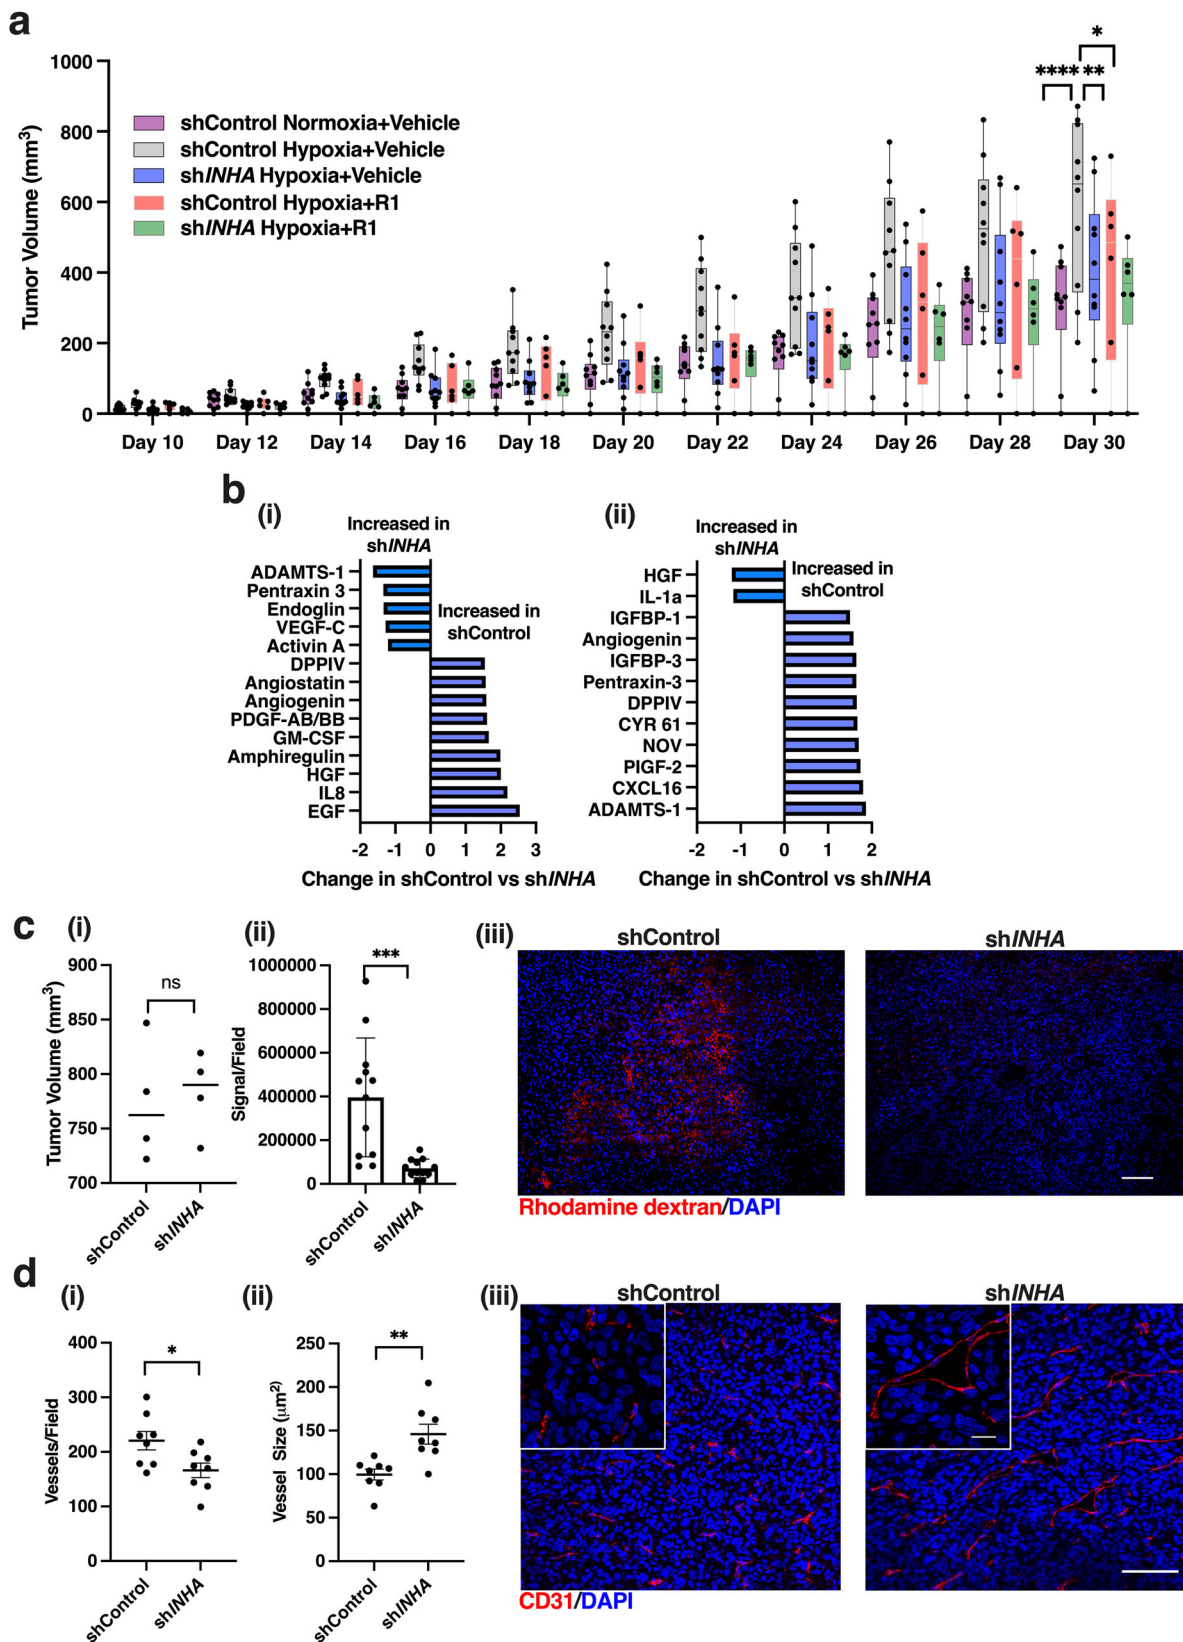 a
*
**** **
1000
800
600
400
200
0
Tumor Volume (mm³)
shControl Normoxia+Vehicle
shControl Hypoxia+Vehicle
shINHA Hypoxia+Vehicle
shControl Hypoxia+R1
shINHA Hypoxia+R1
Day 10 Day 12 Day 14 Day 16 Day 18 Day 20 Day 22 Day 24 Day 26 Day 28 Day 30
b
(i)
Increased in
shINHA
Increased in
shControl
ADAMTS-1
Pentraxin 3
Endoglin
VEGF-C
Activin A
DPPIV
Angiostatin
Angiogenin
PDGF-AB/BB
GM-CSF
Amphiregulin
HGF
IL8
EGF
-2 -1 0 1 2 3
Change in shControl vs shINHA
(ii)
Increased in
shINHA
Increased in
shControl
HGF
IL-1a
IGFBP-1
Angiogenin
IGFBP-3
Pentraxin-3
DPPIV
CYR 61
NOV
PIGF-2
CXCL16
ADAMTS-1
-2 -1 0 1 2
Change in shControl vs shINHA
c
(i)
900
850
800
750
700
Tumor Volume (mm³)
ns
shControl
shINHA
(ii)
***
1000000
800000
600000
400000
200000
0
Signal/Field
shControl
shINHA
(iii)
shControl
shINHA
Rhodamine dextran/DAPI
d
(i)
400
300
200
100
0
Vessels/Field
*
shControl
shINHA
(ii)
250
200
150
100
50
0
Vessel Size (μm²)
**
shControl
shINHA
(iii)
shControl
shINHA
CD31/DAPI